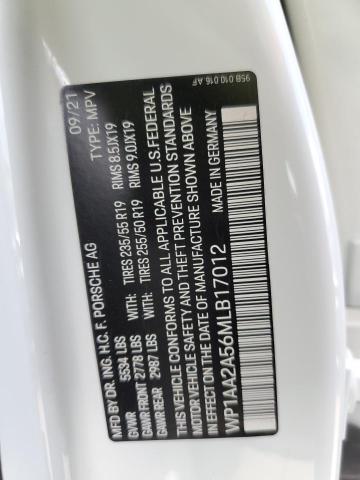 95B 010 016 AF
MFD BY DR. ING. H.C. F. PORSCHE AG 09/21
GVWR 5534 LBS TYPE: MPV
GAWR FRONT 2778 LBS WITH TIRES 235/55 R19 RIMS 8.5JX19
GAWR REAR 2987 LBS WITH TIRES 255/50 R19 RIMS 9.0JX19
THIS VEHICLE CONFORMS TO ALL APPLICABLE U.S. FEDERAL
MOTOR VEHICLE SAFETY AND THEFT PREVENTION STANDARDS
IN EFFECT ON THE DATE OF MANUFACTURE SHOWN ABOVE
WP1AA2A56MLB17012 MADE IN GERMANY